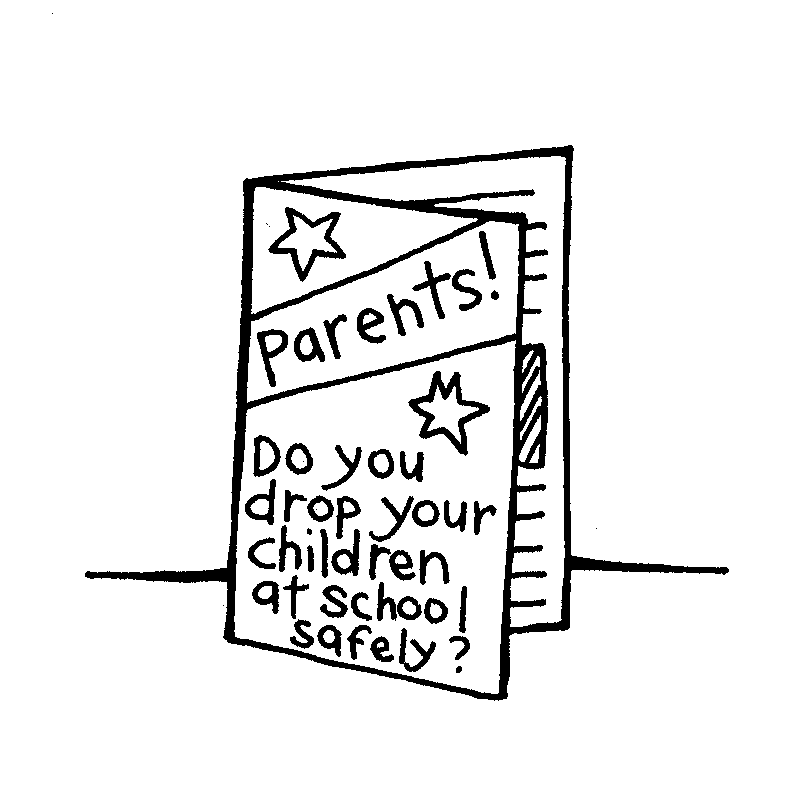 Parents!
Do you
drop your
children
at school
safely?